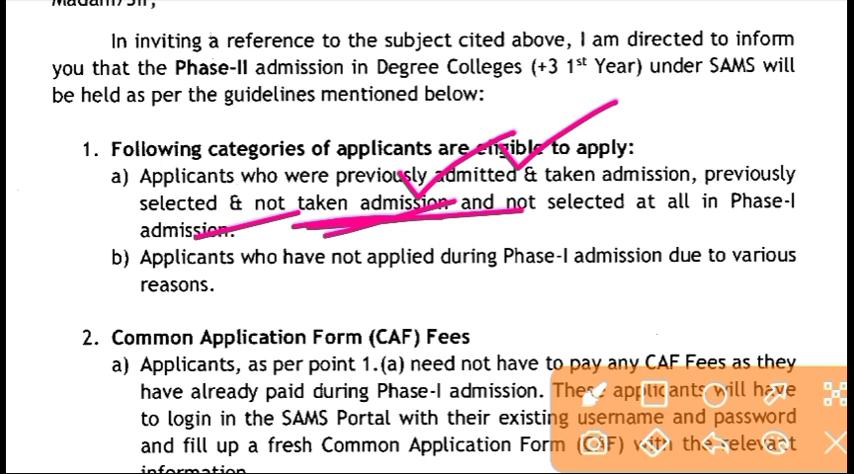 Madam/Sir,
In inviting a reference to the subject cited above, I am directed to inform
you that the Phase-II admission in Degree Colleges (+3 1st Year) under SAMS will
be held as per the guidelines mentioned below:
1. Following categories of applicants are eligible to apply:
a) Applicants who were previously admitted & taken admission, previously
selected & not taken admission and not selected at all in Phase-I
admission.
b) Applicants who have not applied during Phase-I admission due to various
reasons.
2. Common Application Form (CAF) Fees
a) Applicants, as per point 1.(a) need not have to pay any CAF Fees as they
have already paid during Phase-I admission. These applicants will have
to login in the SAMS Portal with their existing username and password
and fill up a fresh Common Application Form (CAF) with the relevant
information